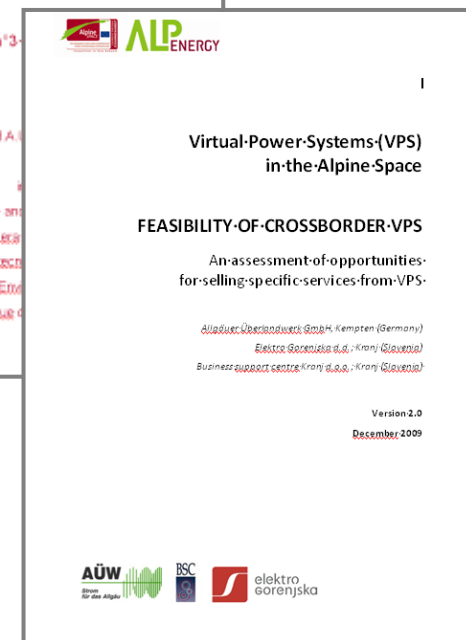 Alpine
ALPENERGY
I
Virtual·Power·Systems·(VPS)
in·the·Alpine·Space
FEASIBILITY·OF·CROSSBORDER·VPS
An·assessment·of·opportunities·
for·selling·specific·services·from·VPS·
Allgäuer·Überlandwerk·GmbH,·Kempten·(Germany)
Elektro·Gorenjska·d.d.,·Kranj·(Slovenia)
Business·support·centre·Kranj·d.o.o.,·Kranj·(Slovenia)·
Version·2.0
December·2009
AÜW
Strom
für das Allgäu
BSC
elektro
Gorenjska